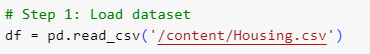 # Step 1: Load dataset
df = pd.read_csv('/content/Housing.csv')